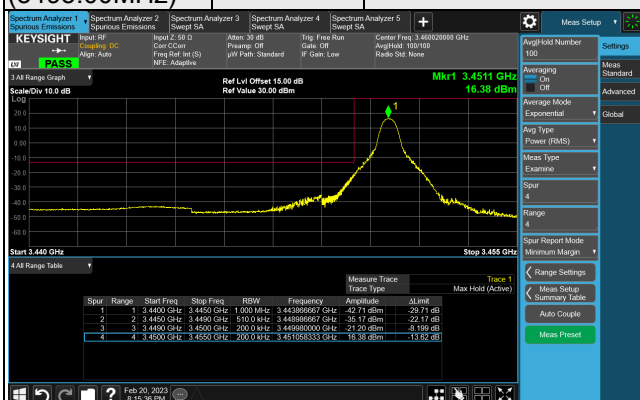 (3460.00MHz)
Spectrum Analyzer 1
Spurious Emissions
Spectrum Analyzer 2
Spurious Emissions
Spectrum Analyzer 3
Swept SA
Spectrum Analyzer 4
Swept SA
Spectrum Analyzer 5
Swept SA
+
Meas Setup
KEYSIGHT
Input: RF
Coupling: DC
Align: Auto
Input Z: 50 Ω
Corr CCorr
Freq Ref: Int (S)
NFE: Adaptive
Atten: 30 dB
Preamp: Off
µW Path: Standard
Trig: Free Run
Gate: Off
IF Gain: Low
Center Freq: 3.460020000 GHz
Avg|Hold: 100/100
Radio Std: None
LXI
PASS
3 All Range Graph
Scale/Div 10.0 dB
Ref Lvl Offset 15.00 dB
Ref Value 30.00 dBm
Mkr1 3.4511 GHz
16.38 dBm
Log
20.0
10.0
0.00
-10.0
-20.0
-30.0
-40.0
-50.0
-60.0
1
Start 3.440 GHz
Stop 3.455 GHz
4 All Range Table
Measure Trace Trace 1
Trace Type Max Hold (Active)
Spur Range Start Freq Stop Freq RBW Frequency Amplitude ΔLimit
1 1 3.4400 GHz 3.4450 GHz 1.000 MHz 3.443866667 GHz -42.71 dBm -29.71 dB
2 2 3.4450 GHz 3.4490 GHz 510.0 kHz 3.448986667 GHz -35.17 dBm -22.17 dB
3 3 3.4490 GHz 3.4500 GHz 200.0 kHz 3.449980000 GHz -21.20 dBm -8.199 dB
4 4 3.4500 GHz 3.4550 GHz 200.0 kHz 3.451058333 GHz 16.38 dBm -13.62 dB
Avg|Hold Number
100
Averaging
On
Off
Average Mode
Exponential
Avg Type
Power (RMS)
Meas Type
Examine
Spur
4
Range
4
Spur Report Mode
Minimum Margin
Range Settings
Meas Setup
Summary Table
Auto Couple
Meas Preset
Settings
Meas
Standard
Advanced
Global
?
Feb 20, 2023
8:15:36 PM